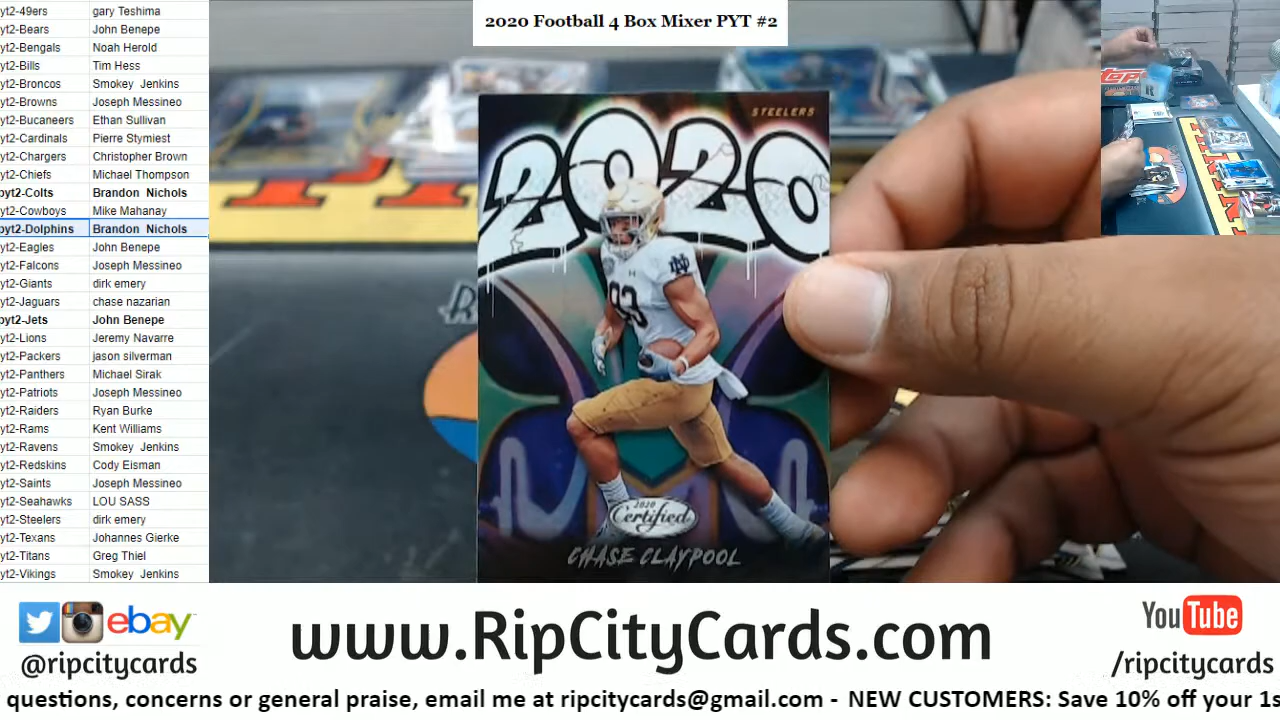 yt2-49ers gary Teshima
yt2-Bears John Benepe
yt2-Bengals Noah Herold
yt2-Bills Tim Hess
yt2-Broncos Smokey Jenkins
yt2-Browns Joseph Messineo
yt2-Bucaneers Ethan Sullivan
yt2-Cardinals Pierre Stymiest
yt2-Chargers Christopher Brown
yt2-Chiefs Michael Thompson
pyt2-Colts Brandon Nichols
yt2-Cowboys Mike Mahanay
pyt2-Dolphins Brandon Nichols
yt2-Eagles John Benepe
yt2-Falcons Joseph Messineo
yt2-Giants dirk emery
yt2-Jaguars chase nazarian
pyt2-Jets John Benepe
yt2-Lions Jeremy Navarre
yt2-Packers jason silverman
yt2-Panthers Michael Sirak
yt2-Patriots Joseph Messineo
yt2-Raiders Ryan Burke
yt2-Rams Kent Williams
yt2-Ravens Smokey Jenkins
yt2-Redskins Cody Eisman
yt2-Saints Joseph Messineo
yt2-Seahawks LOU SASS
yt2-Steelers dirk emery
yt2-Texans Johannes Gierke
yt2-Titans Greg Thiel
yt2-Vikings Smokey Jenkins
2020 Football 4 Box Mixer PYT #2
STEELERS
2020
ND
93
2020
Certified
CHASE CLAYPOOL
ebay
@ripcitycards
www.RipCityCards.com
YouTube
/ripcitycards
questions, concerns or general praise, email me at ripcitycards@gmail.com - NEW CUSTOMERS: Save 10% off your 1s